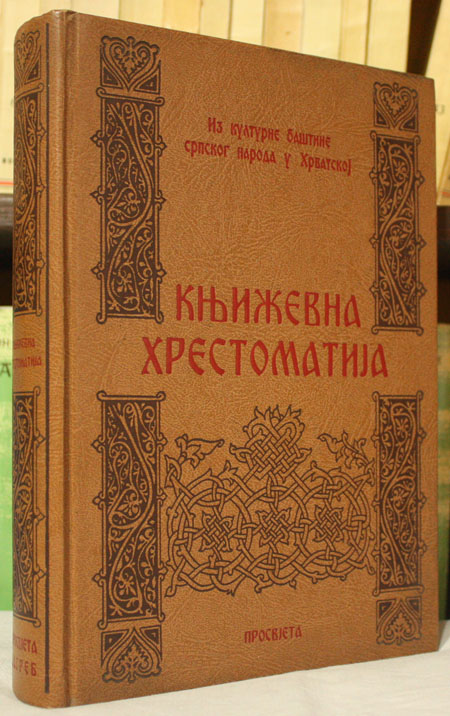 Из културне баштине
српског народа у Хрватској
КЊИЖЕВНА
ХРЕСТОМАТИЈА
ПРОСВЈЕТА